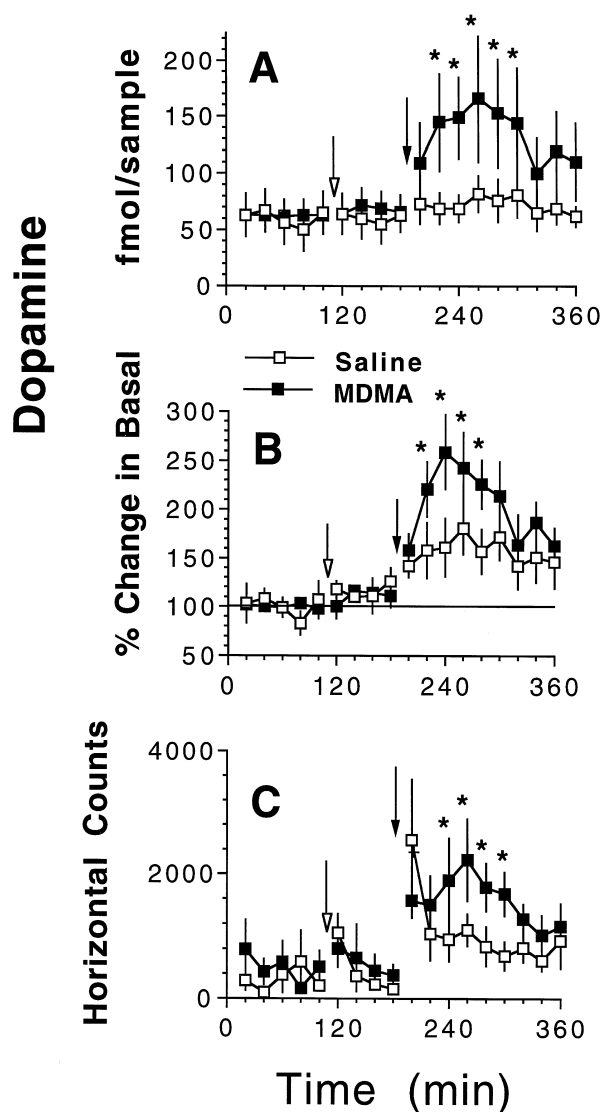 Dopamine
fmol/sample
A
* * * * *
200
150
100
50
0
0 120 240 360
Saline
MDMA
% Change in Basal
B
* * * *
300
250
200
150
100
50
0 120 240 360
Horizontal Counts
C
* * * *
4000
2000
0
0 120 240 360
Time (min)